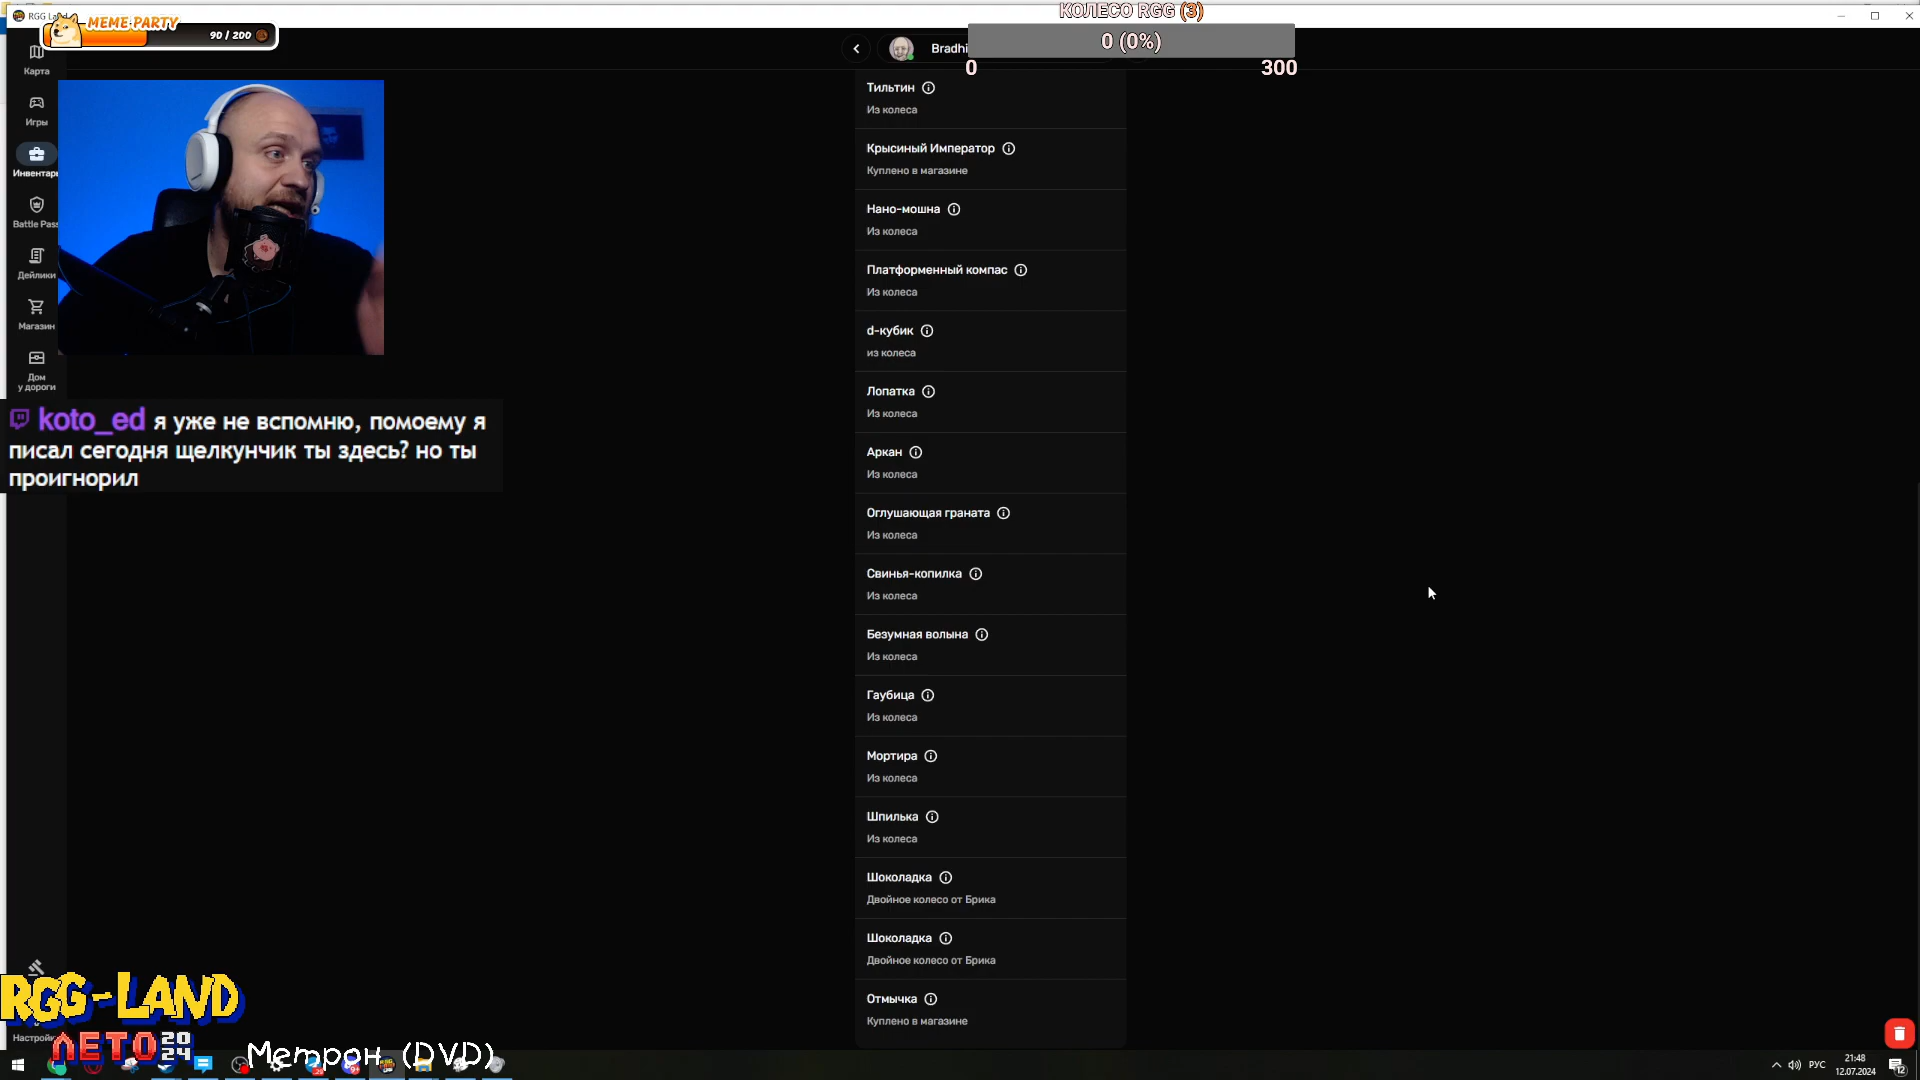 RGG Land
MEME PARTY
90 / 200
КОЛЕСО RGG (3)
0 (0%)
0
300
Bradhi
Карта
Игры
Инвентарь
Battle Pass
Дейлики
Магазин
Дом
у дороги
koto_ed я уже не вспомню, помоему я
писал сегодня щелкунчик ты здесь? но ты
проигнорил
Тильтин
Из колеса
Крысиный Император
Куплено в магазине
Нано-мошна
Из колеса
Платформенный компас
Из колеса
d-кубик
из колеса
Лопатка
Из колеса
Аркан
Из колеса
Оглушающая граната
Из колеса
Свинья-копилка
Из колеса
Безумная волына
Из колеса
Гаубица
Из колеса
Мортира
Из колеса
Шпилька
Из колеса
Шоколадка
Двойное колесо от Брика
Шоколадка
Двойное колесо от Брика
Отмычка
Куплено в магазине
RGG-LAND
Настройки
ЛЕТО 2024
Метрон (DVD)
РУС
21:48
12.07.2024
12